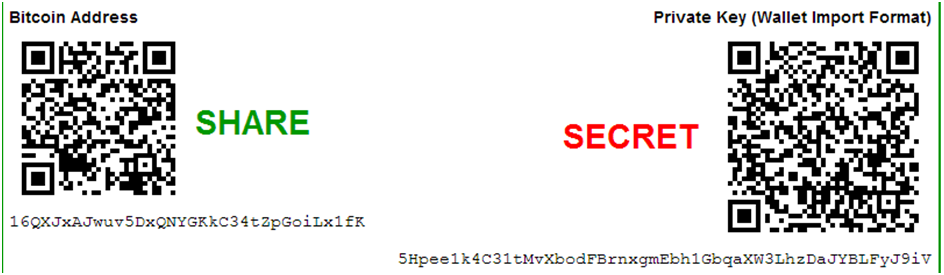 Bitcoin Address
Private Key (Wallet Import Format)
SHARE
SECRET
16QXJxAJwuv5DxQNYGKkC34tZpGoiLx1fK
5Hpee1k4C31tMvXbodFBrnxgmEbh1GbqaXW3LhzDaJYBLFyJ9iV